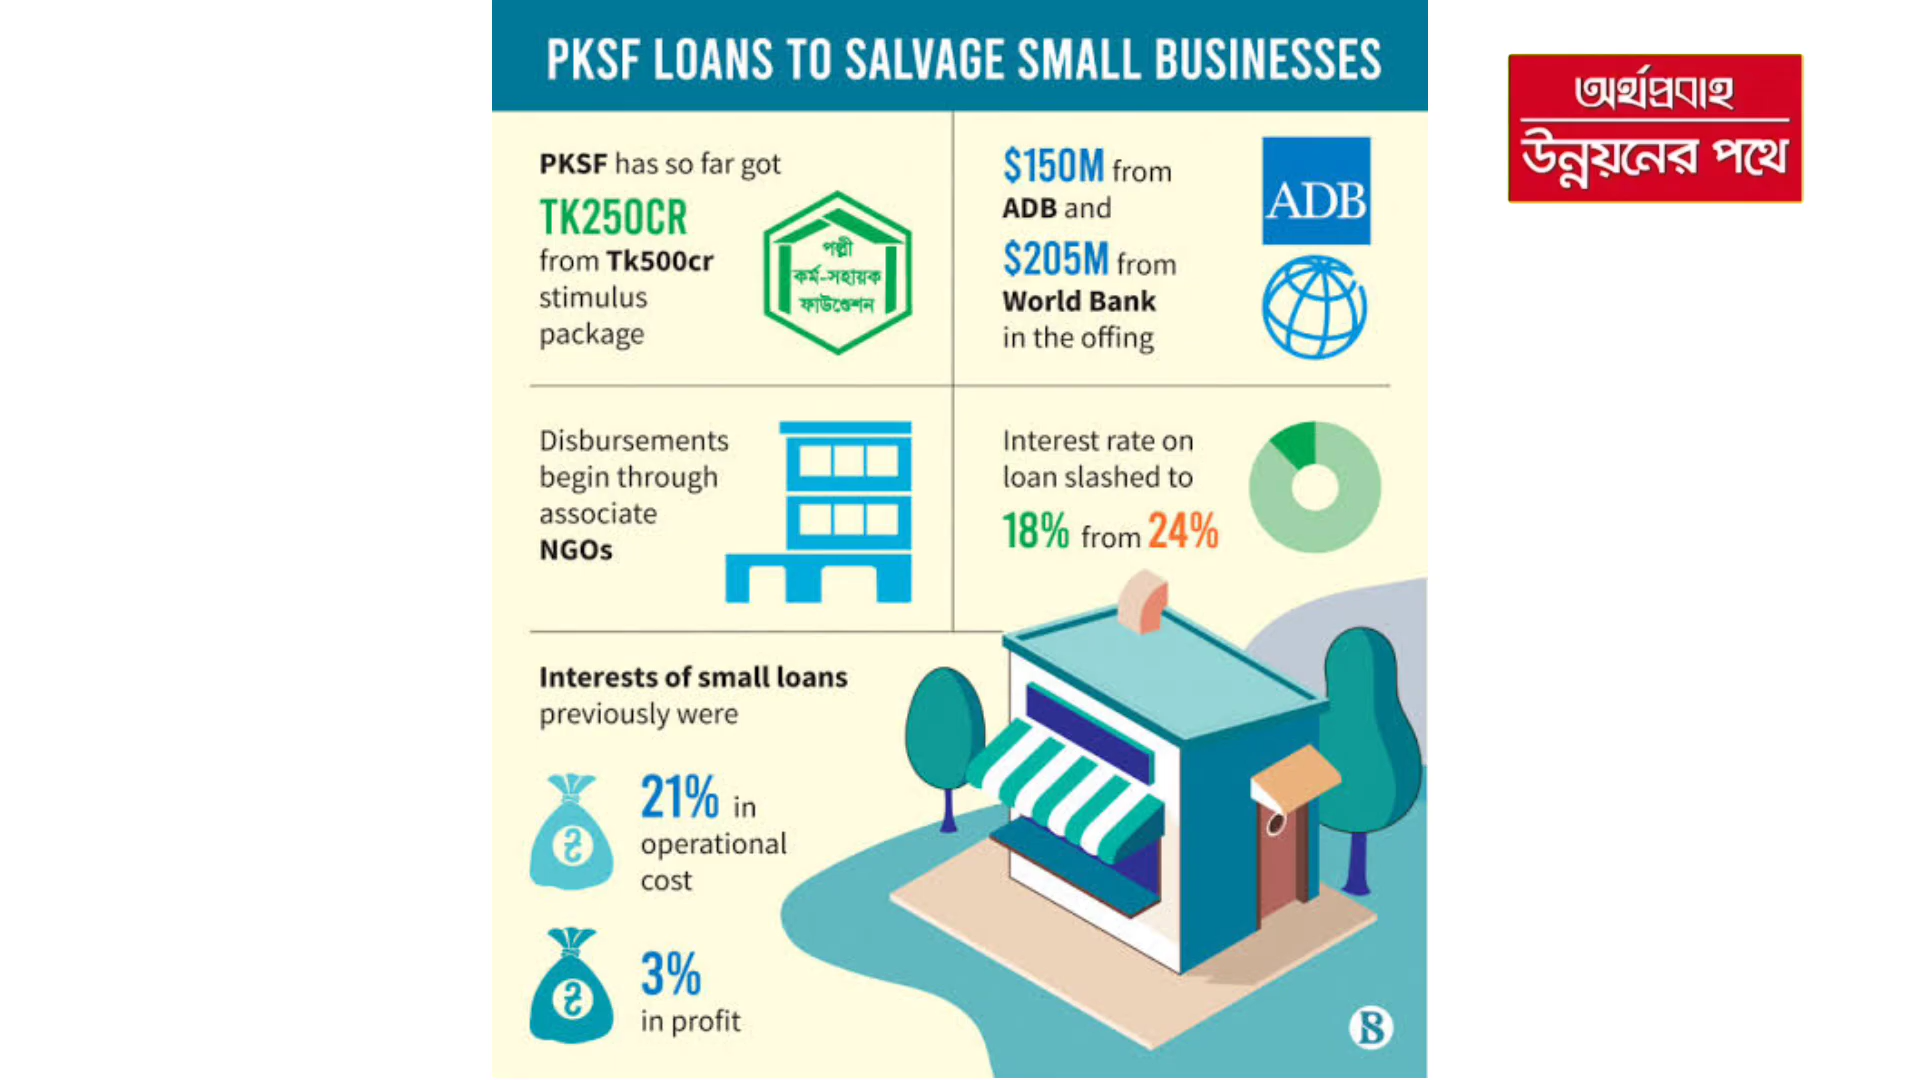 PKSF LOANS TO SALVAGE SMALL BUSINESSES
PKSF has so far got
TK250CR
from Tk500cr
stimulus
package
পল্লী
কর্ম-সহায়ক
ফাউণ্ডেশন
$150M from
ADB and
$205M from
World Bank
in the offing
ADB
Disbursements
begin through
associate
NGOs
Interest rate on
loan slashed to
18% from 24%
Interests of small loans
previously were
21% in
operational
cost
3%
in profit
B
অর্থপ্রবাহ
উন্নয়নের পথে